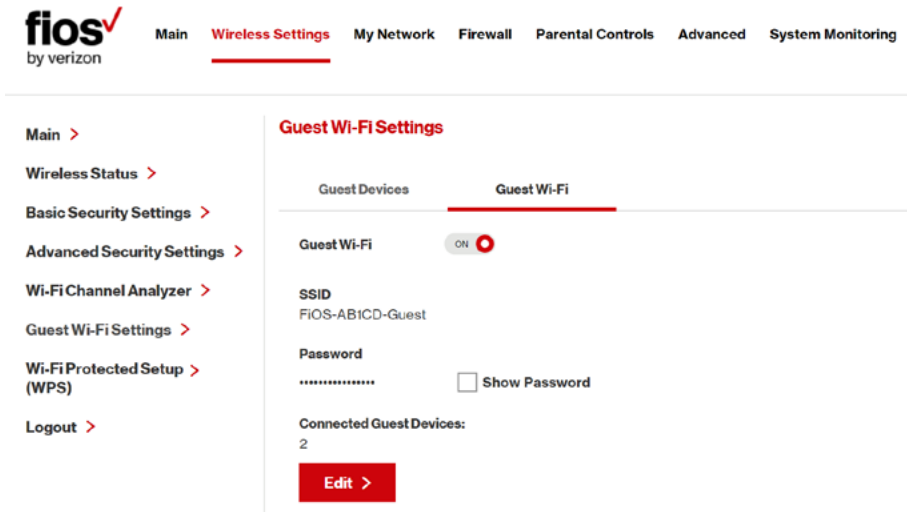 fios
by verizon
Main Wireless Settings My Network Firewall Parental Controls Advanced System Monitoring
Main
Wireless Status
Basic Security Settings
Advanced Security Settings
Wi-Fi Channel Analyzer
Guest Wi-Fi Settings
Wi-Fi Protected Setup
(WPS)
Logout
Guest Wi-Fi Settings
Guest Devices Guest Wi-Fi
Guest Wi-Fi ON
SSID
FiOS-AB1CD-Guest
Password
•••••••••••••••• Show Password
Connected Guest Devices:
2
Edit